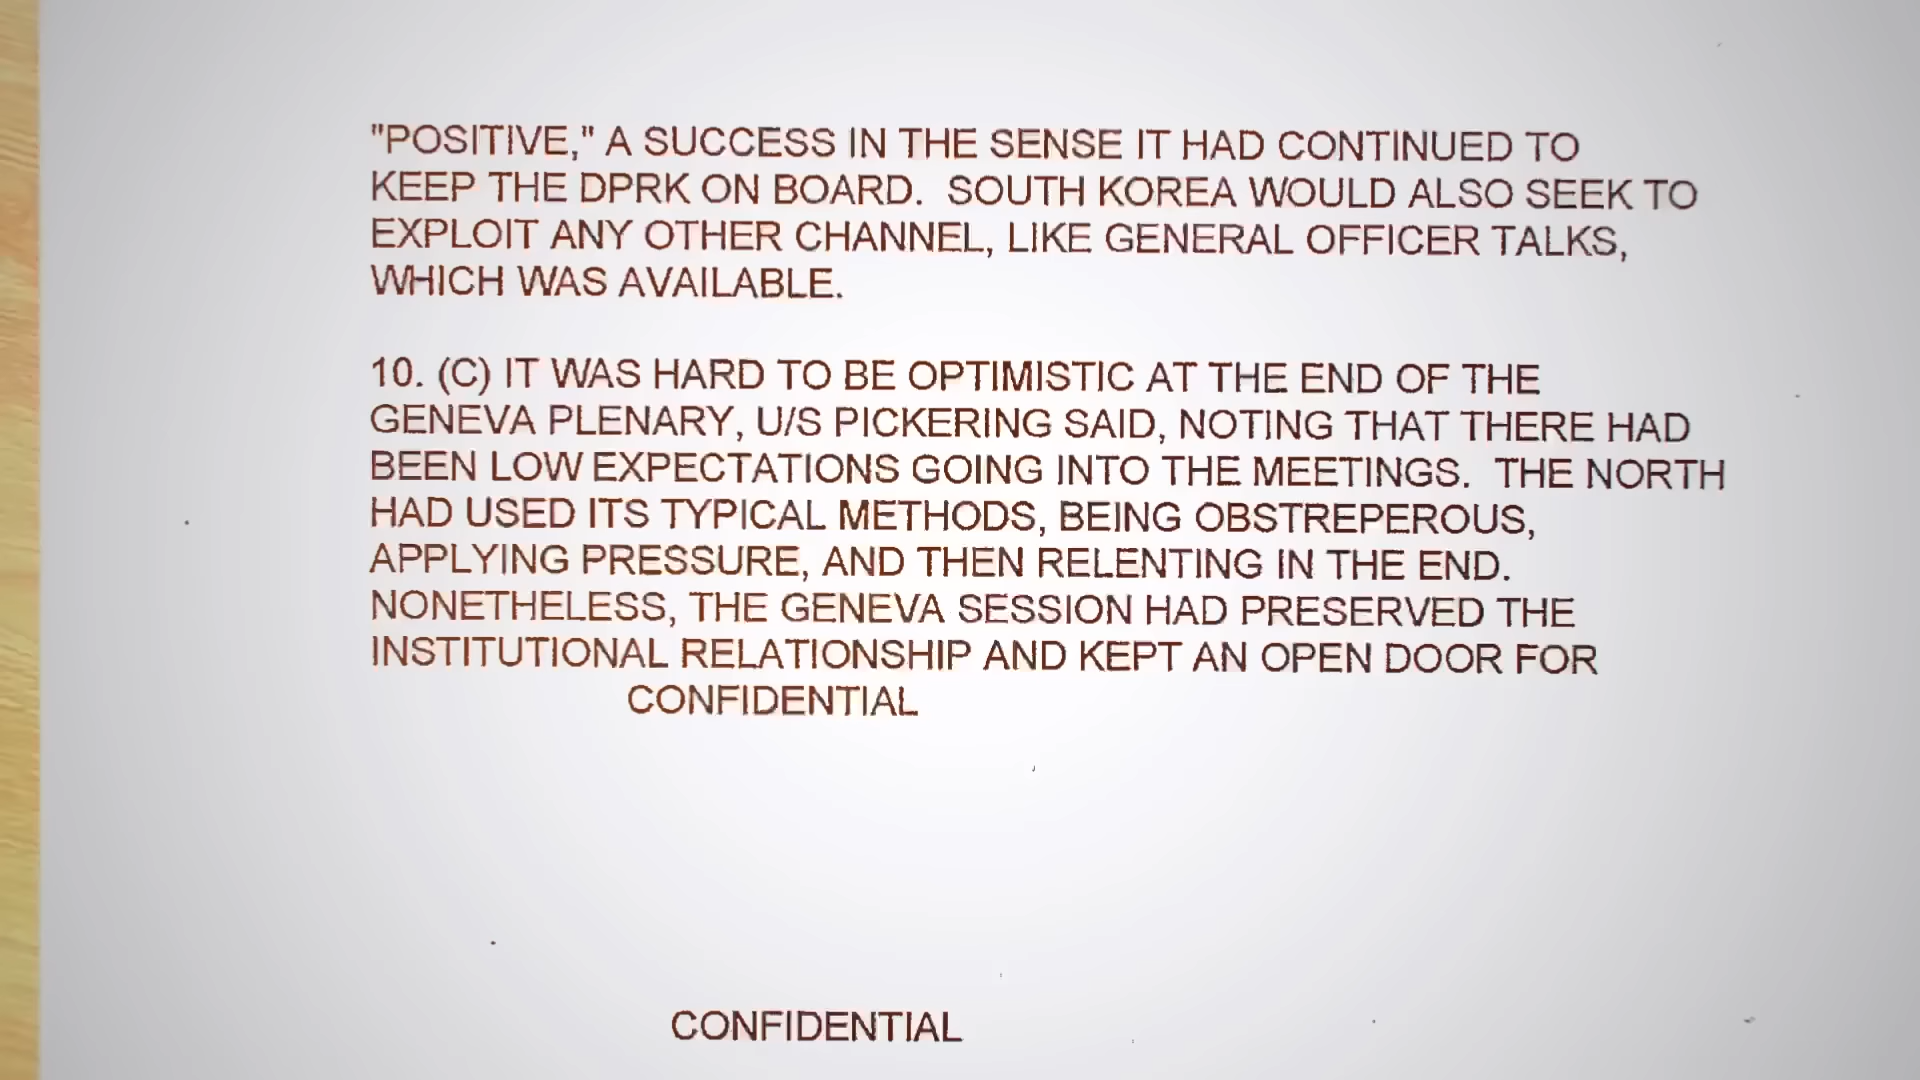 "POSITIVE," A SUCCESS IN THE SENSE IT HAD CONTINUED TO
KEEP THE DPRK ON BOARD. SOUTH KOREA WOULD ALSO SEEK TO
EXPLOIT ANY OTHER CHANNEL, LIKE GENERAL OFFICER TALKS,
WHICH WAS AVAILABLE.
10. (C) IT WAS HARD TO BE OPTIMISTIC AT THE END OF THE
GENEVA PLENARY, U/S PICKERING SAID, NOTING THAT THERE HAD
BEEN LOW EXPECTATIONS GOING INTO THE MEETINGS. THE NORTH
HAD USED ITS TYPICAL METHODS, BEING OBSTREPEROUS,
APPLYING PRESSURE, AND THEN RELENTING IN THE END.
NONETHELESS, THE GENEVA SESSION HAD PRESERVED THE
INSTITUTIONAL RELATIONSHIP AND KEPT AN OPEN DOOR FOR
CONFIDENTIAL
CONFIDENTIAL